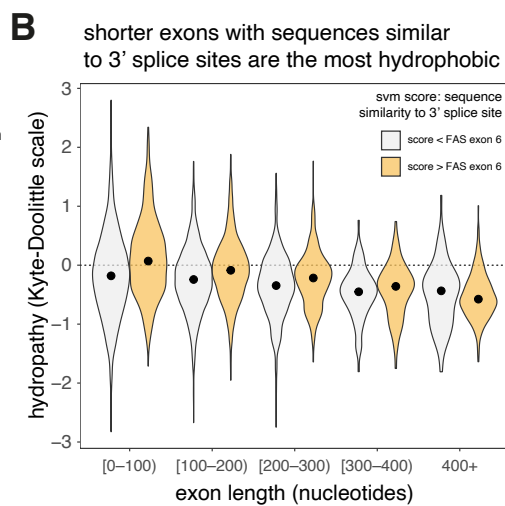 B
shorter exons with sequences similar
to 3’ splice sites are the most hydrophobic
svm score: sequence
similarity to 3’ splice site
score < FAS exon 6
score > FAS exon 6
hydropathy (Kyte-Doolittle scale)
3
2
1
0
−1
−2
−3
[0–100)
[100–200)
[200–300)
[300–400)
400+
exon length (nucleotides)